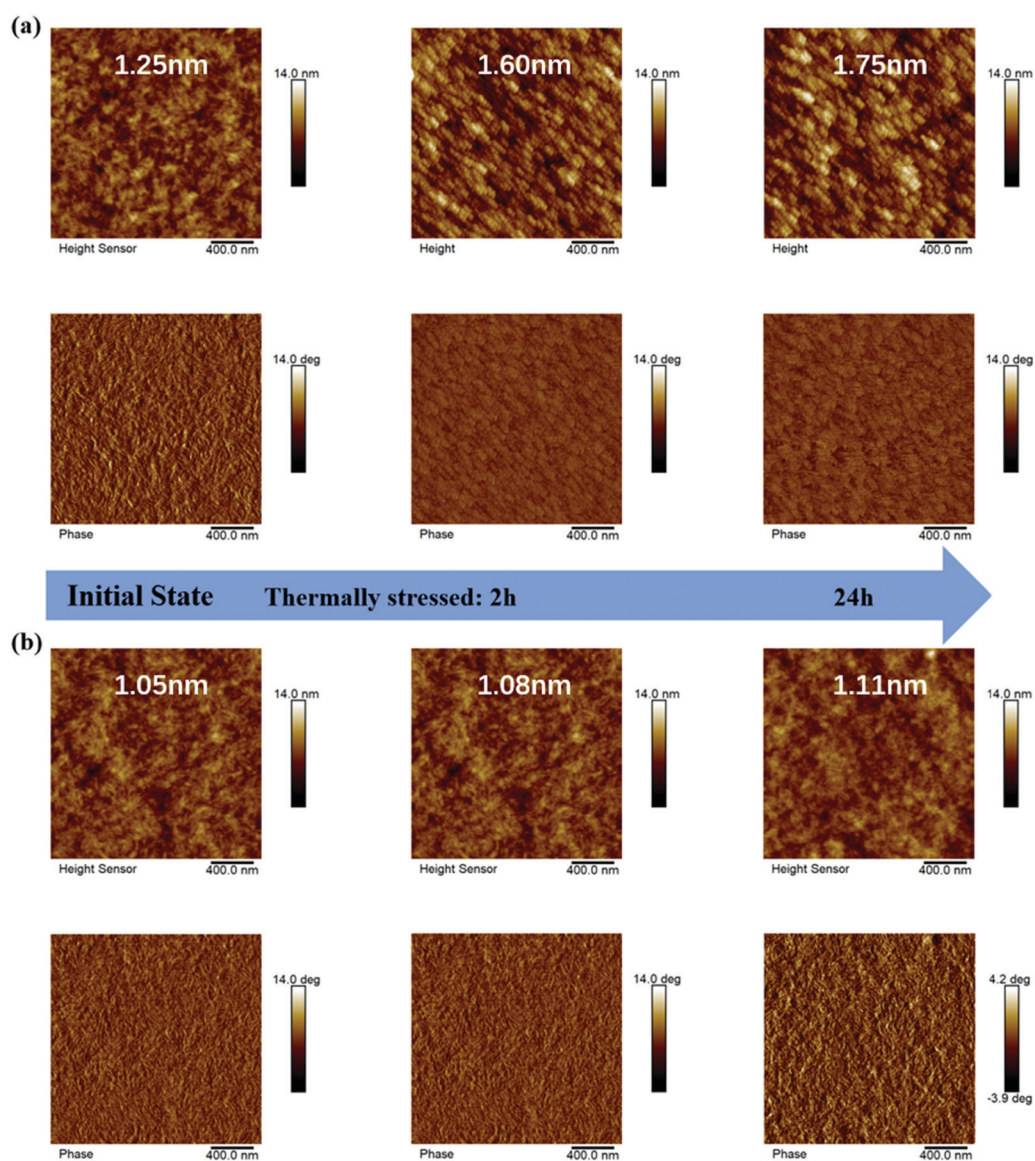 (a)
1.25nm
14.0 nm
Height Sensor
400.0 nm
1.60nm
14.0 nm
Height
400.0 nm
1.75nm
14.0 nm
Height
400.0 nm
14.0 deg
Phase
400.0 nm
14.0 deg
Phase
400.0 nm
14.0 deg
Phase
400.0 nm
Initial State Thermally stressed: 2h 24h
(b)
1.05nm
14.0 nm
Height Sensor
400.0 nm
1.08nm
14.0 nm
Height Sensor
400.0 nm
1.11nm
14.0 nm
Height Sensor
400.0 nm
14.0 deg
Phase
400.0 nm
14.0 deg
Phase
400.0 nm
4.2 deg
-3.9 deg
Phase
400.0 nm